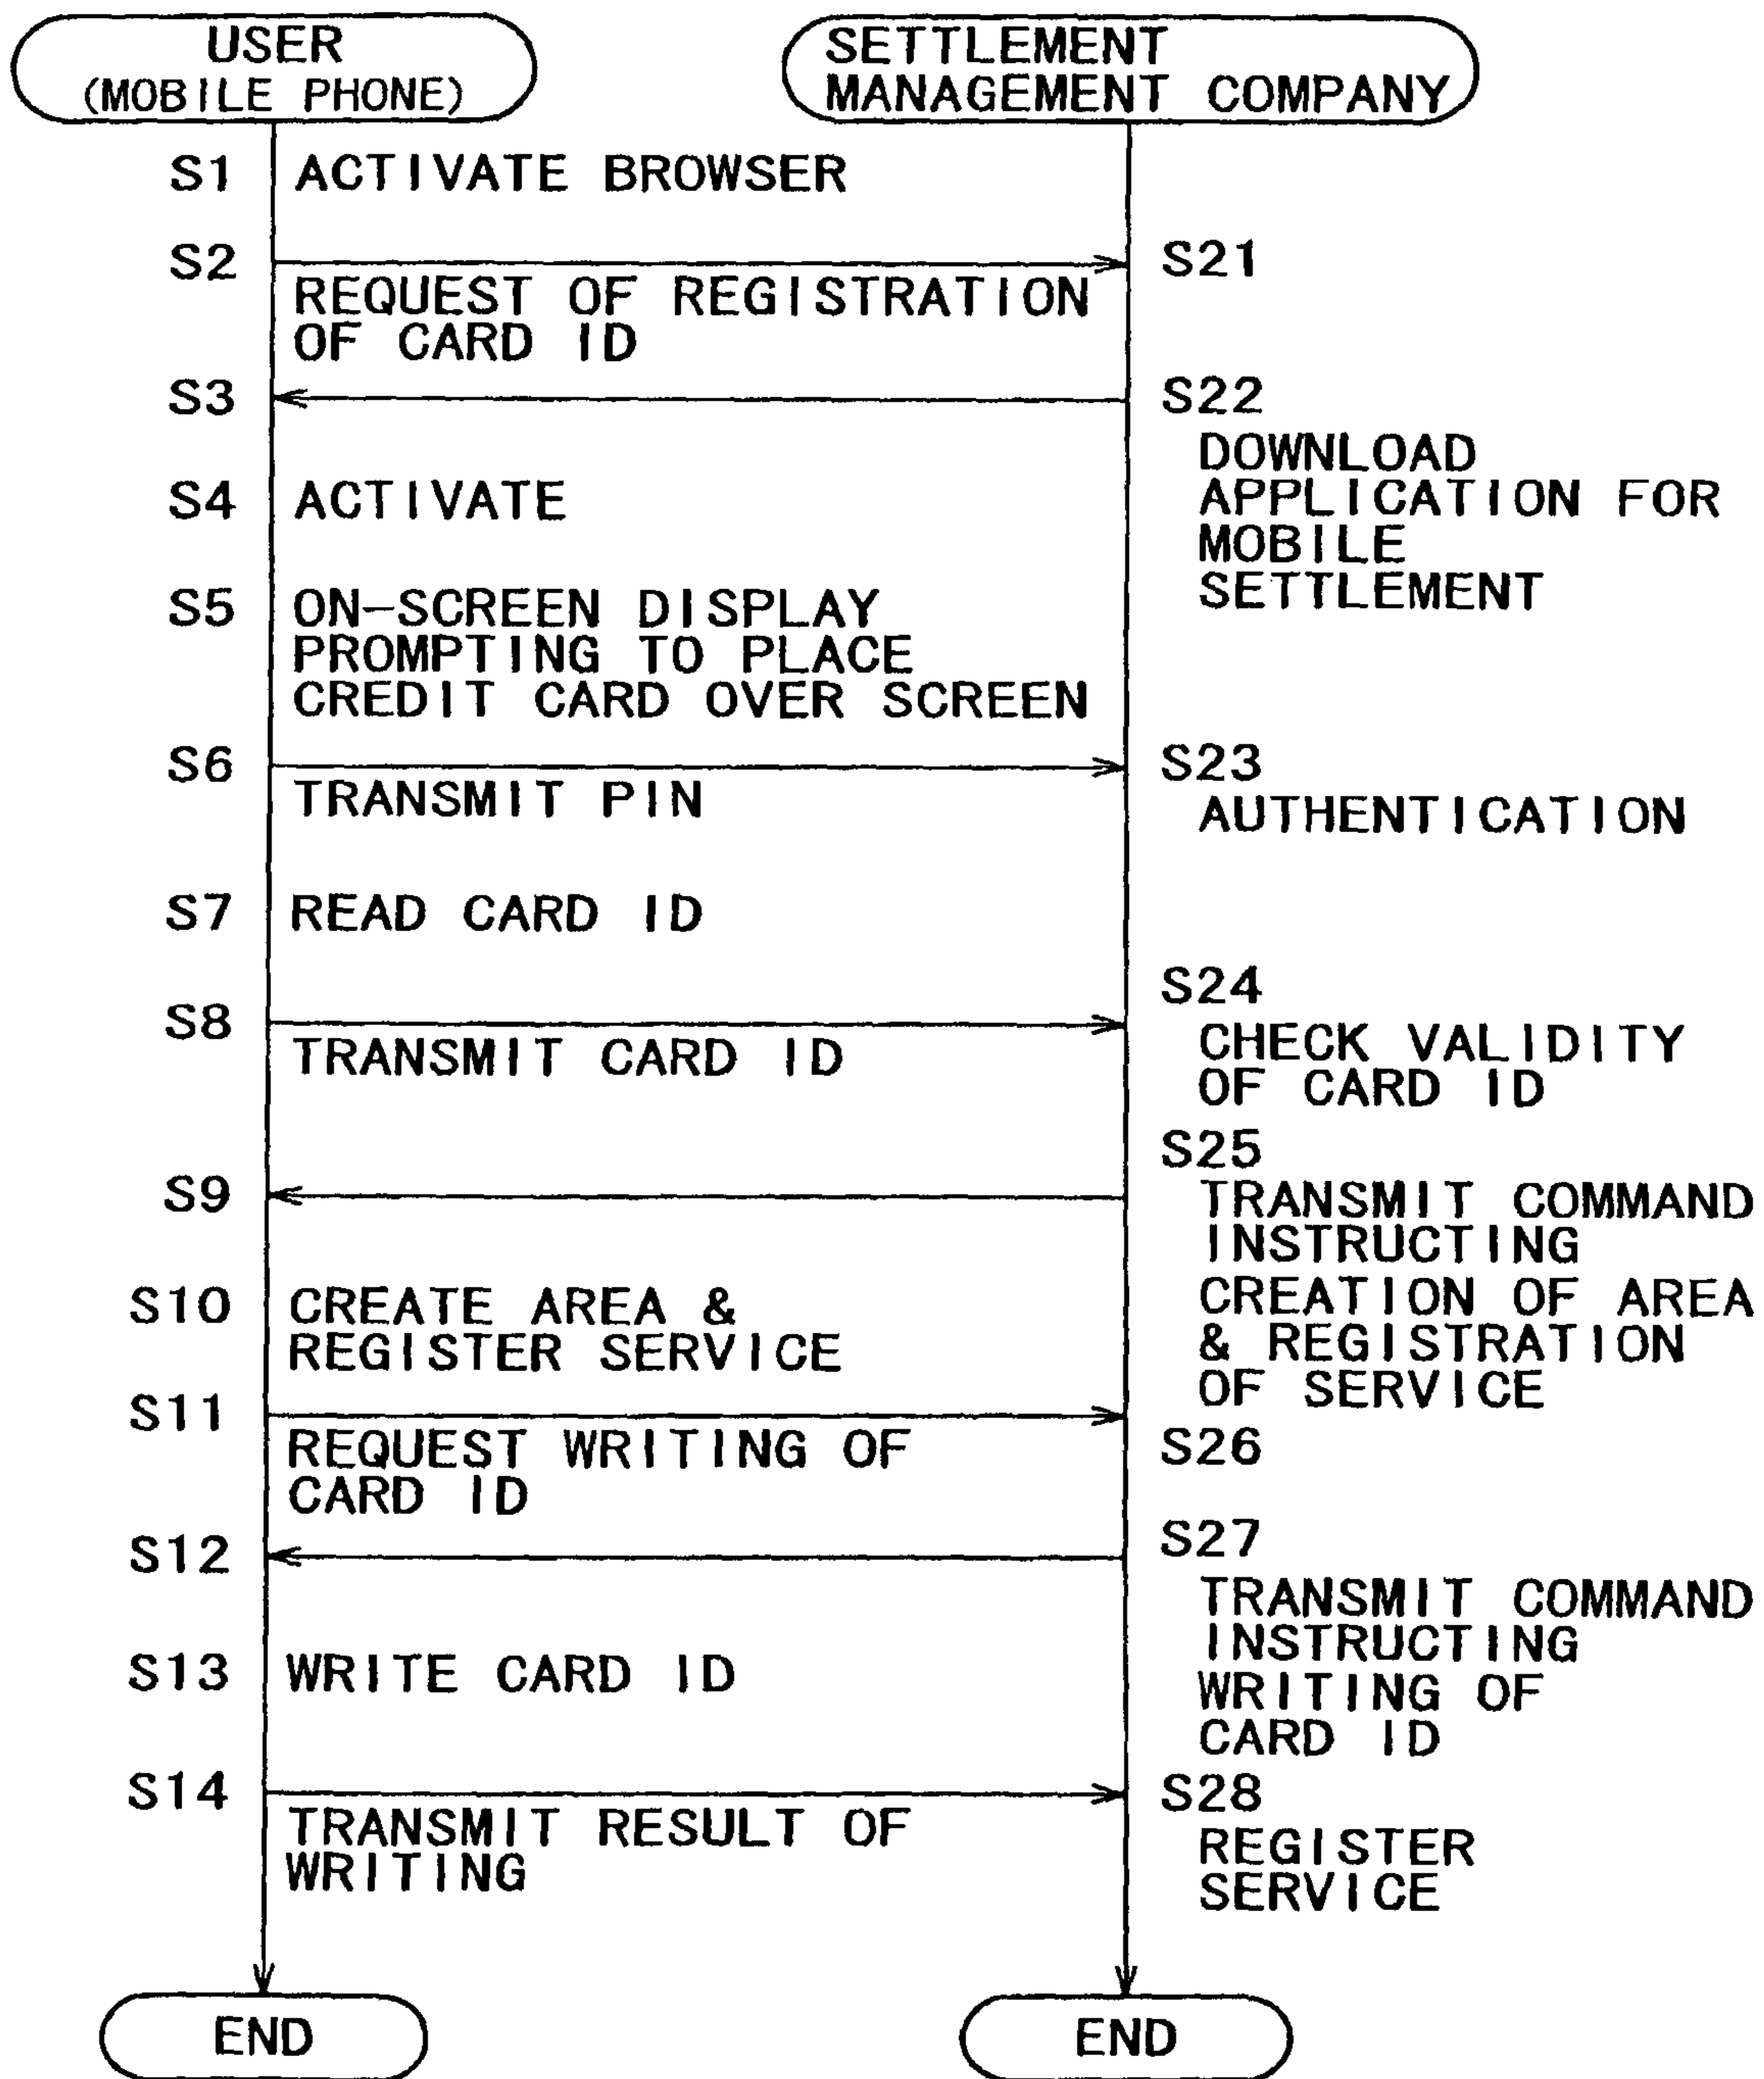 USER
(MOBILE PHONE)
SETTLEMENT
MANAGEMENT COMPANY
S1 ACTIVATE BROWSER
S2
S21
REQUEST OF REGISTRATION
OF CARD ID
S3
S22
DOWNLOAD
APPLICATION FOR
MOBILE
SETTLEMENT
S4 ACTIVATE
S5 ON-SCREEN DISPLAY
PROMPTING TO PLACE
CREDIT CARD OVER SCREEN
S6
TRANSMIT PIN
S23
AUTHENTICATION
S7 READ CARD ID
S8
TRANSMIT CARD ID
S24
CHECK VALIDITY
OF CARD ID
S9
S25
TRANSMIT COMMAND
INSTRUCTING
CREATION OF AREA
& REGISTRATION
OF SERVICE
S10 CREATE AREA &
REGISTER SERVICE
S11
REQUEST WRITING OF
CARD ID
S26
S12
S27
TRANSMIT COMMAND
INSTRUCTING
WRITING OF
CARD ID
S13 WRITE CARD ID
S14
TRANSMIT RESULT OF
WRITING
S28
REGISTER
SERVICE
END
END